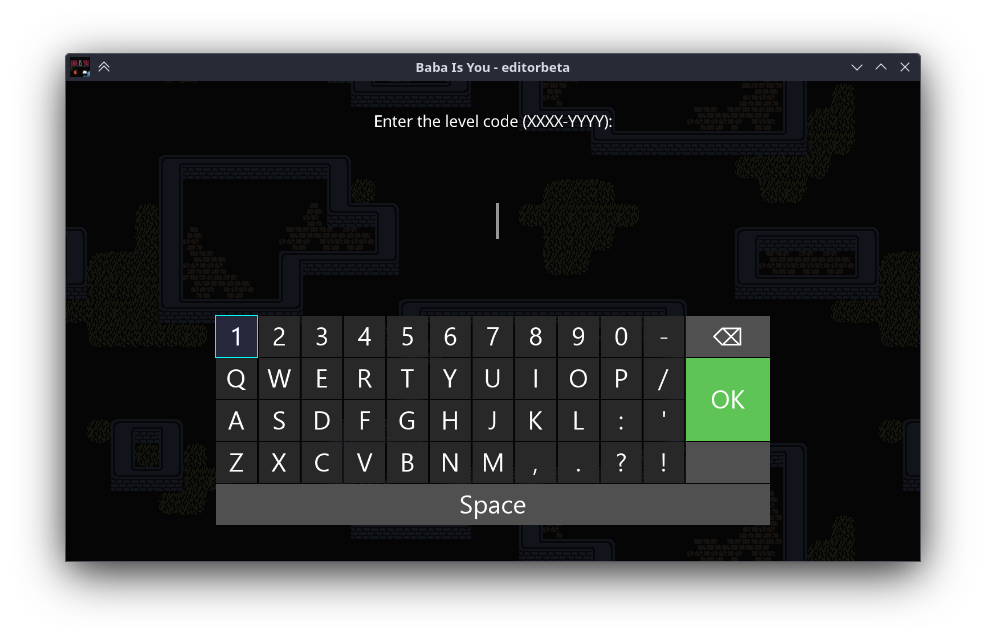 Baba Is You - editorbeta
Enter the level code (XXXX-YYYY):
1 2 3 4 5 6 7 8 9 0 -
Q W E R T Y U I O P /
OK
A S D F G H J K L : '
Z X C V B N M , . ? !
Space